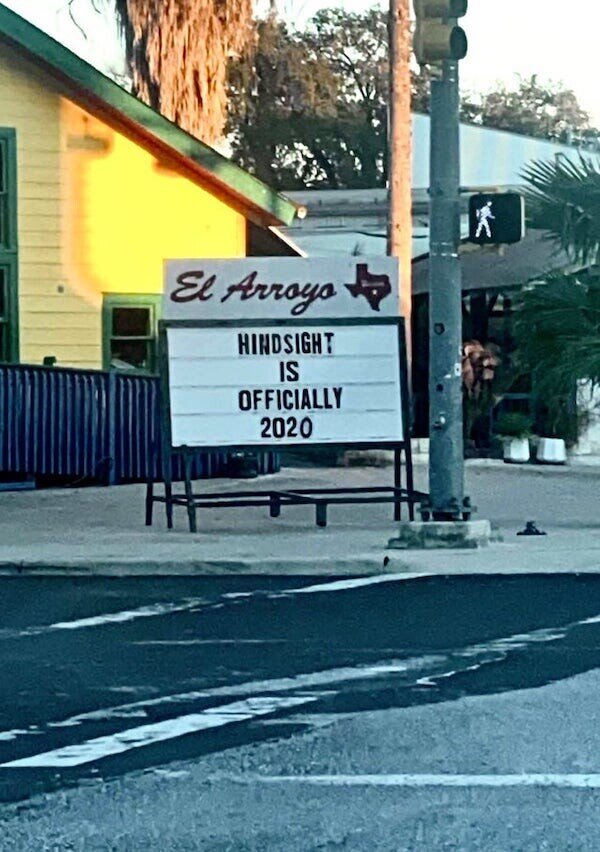 El Arroyo
HINDSIGHT
IS
OFFICIALLY
2020